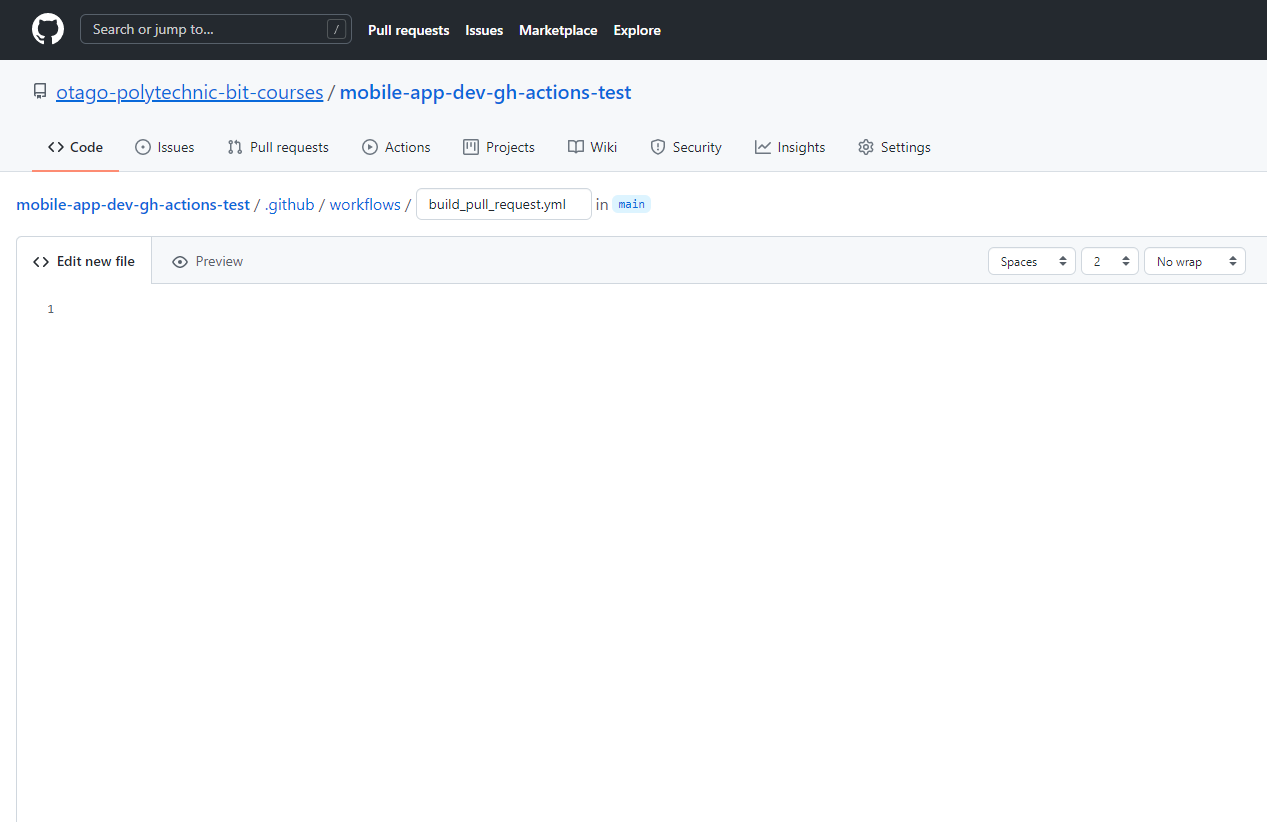 Search or jump to... / Pull requests Issues Marketplace Explore
otago-polytechnic-bit-courses / mobile-app-dev-gh-actions-test
Code Issues Pull requests Actions Projects Wiki Security Insights Settings
mobile-app-dev-gh-actions-test / .github / workflows / build_pull_request.yml in main
Edit new file Preview Spaces 2 No wrap
1